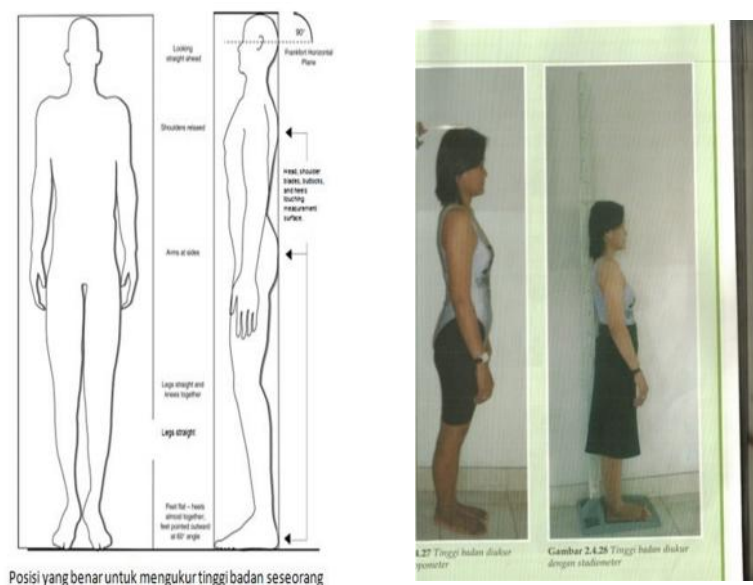 90°
Looking
straight ahead
Frankfort Horizontal
Plane
Shoulders relaxed
Head, shoulder
blades, buttocks,
and heels
touching
measurement
surface.
Arms at sides
Legs straight and
knees together
Legs straight
Feet flat – heels
almost together,
feet pointed outward
at 60° angle
Posisi yang benar untuk mengukur tinggi badan seseorang
4.27 Tinggi badan diukur
opometer
Gambar 2.4.28 Tinggi badan diukur
dengan stadiometer